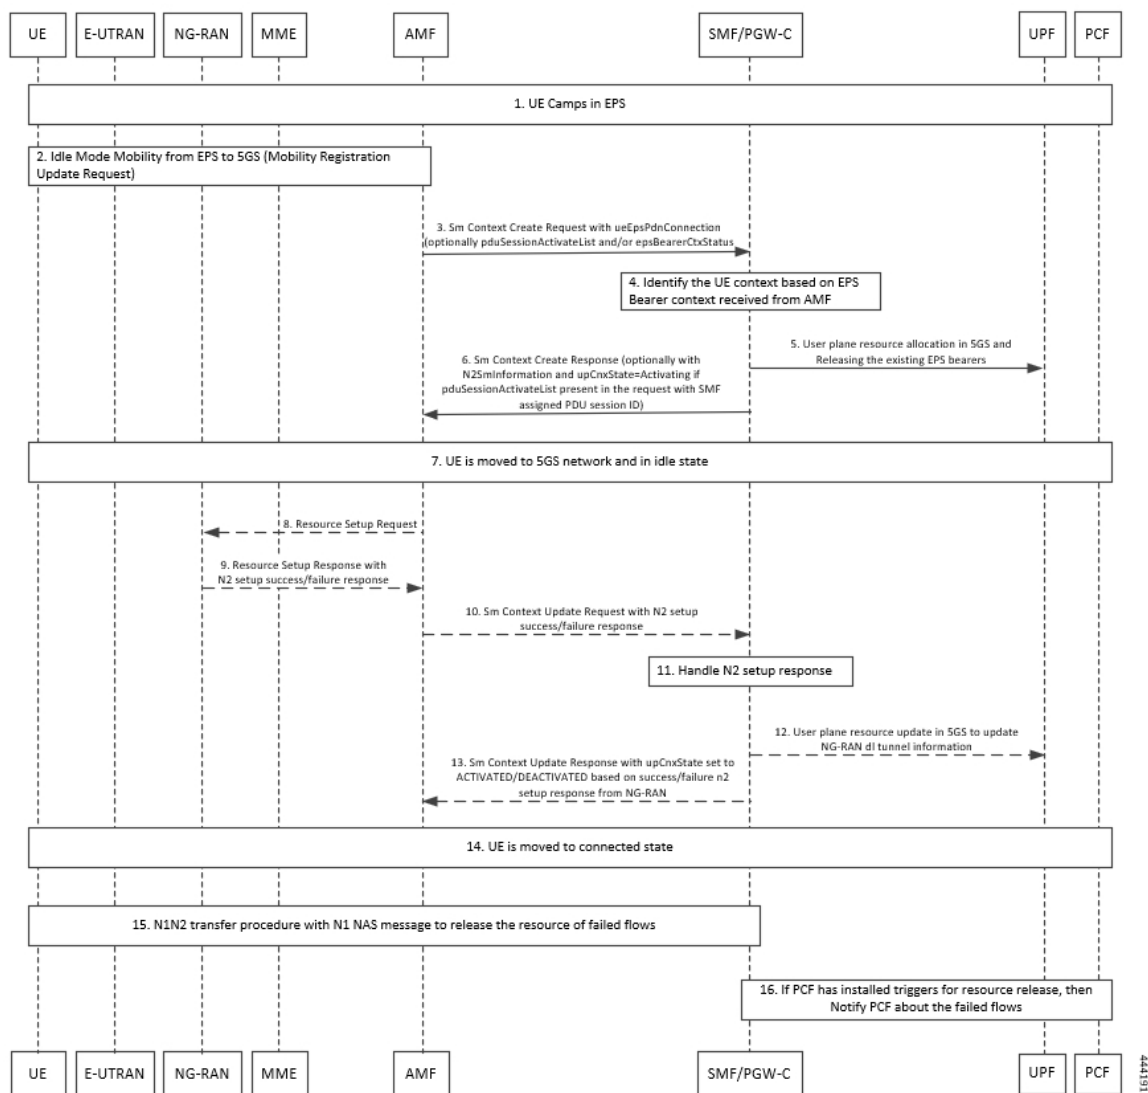 UE
E-UTRAN
NG-RAN
MME
AMF
SMF/PGW-C
UPF
PCF
1. UE Camps in EPS
2. Idle Mode Mobility from EPS to 5GS (Mobility Registration
Update Request)
3. Sm Context Create Request with ueEpsPdnConnection
(optionally pduSessionActivateList and/or epsBearerCtxStatus
4. Identify the UE context based on EPS
Bearer context received from AMF
5. User plane resource allocation in 5GS and
Releasing the existing EPS bearers
6. Sm Context Create Response (optionally with
N2SmInformation and upCnxState=Activating if
pduSessionActivateList present in the request with SMF
assigned PDU session ID)
7. UE is moved to 5GS network and in idle state
8. Resource Setup Request
9. Resource Setup Response with
N2 setup success/failure response
10. Sm Context Update Request with N2 setup
success/failure response
11. Handle N2 setup response
12. User plane resource update in 5GS to update
NG-RAN dl tunnel information
13. Sm Context Update Response with upCnxState set to
ACTIVATED/DEACTIVATED based on success/failure n2
setup response from NG-RAN
14. UE is moved to connected state
15. N1N2 transfer procedure with N1 NAS message to release the resource of failed flows
16. If PCF has installed triggers for resource release, then
Notify PCF about the failed flows
UE
E-UTRAN
NG-RAN
MME
AMF
SMF/PGW-C
UPF
PCF
444191